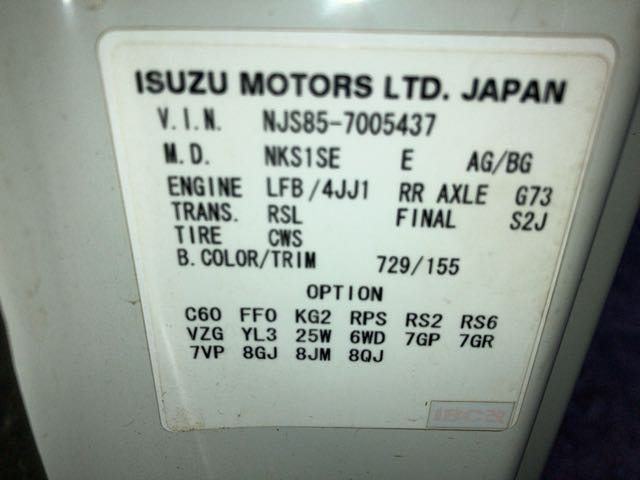 ISUZU MOTORS LTD. JAPAN
V.I.N. NJS85-7005437
M.D. NKS1SE E AG/BG
ENGINE LFB/4JJ1 RR AXLE G73
TRANS. RSL FINAL S2J
TIRE CWS
B.COLOR/TRIM 729/155
OPTION
C60 FF0 KG2 RPS RS2 RS6
VZG YL3 25W 6WD 7GP 7GR
7VP 8GJ 8JM 8QJ